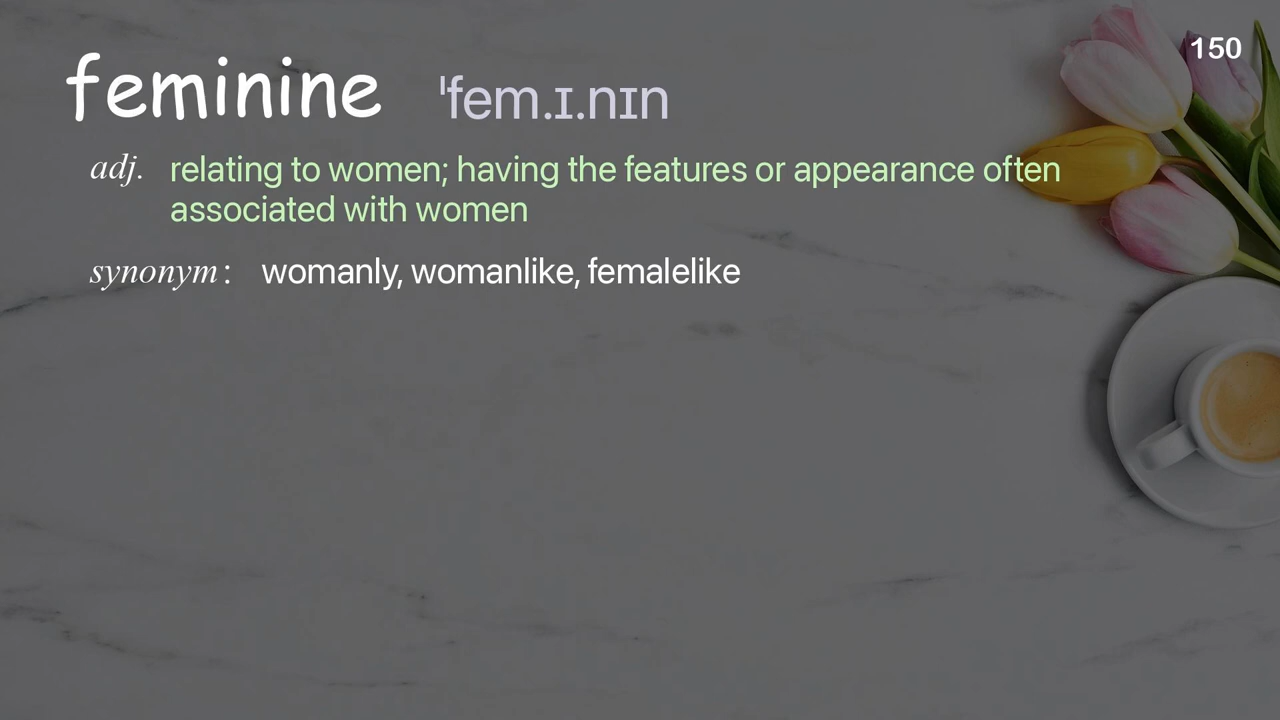 150
feminine ˈfem.ɪ.nɪn
adj. relating to women; having the features or appearance often
associated with women
synonym: womanly, womanlike, femalelike